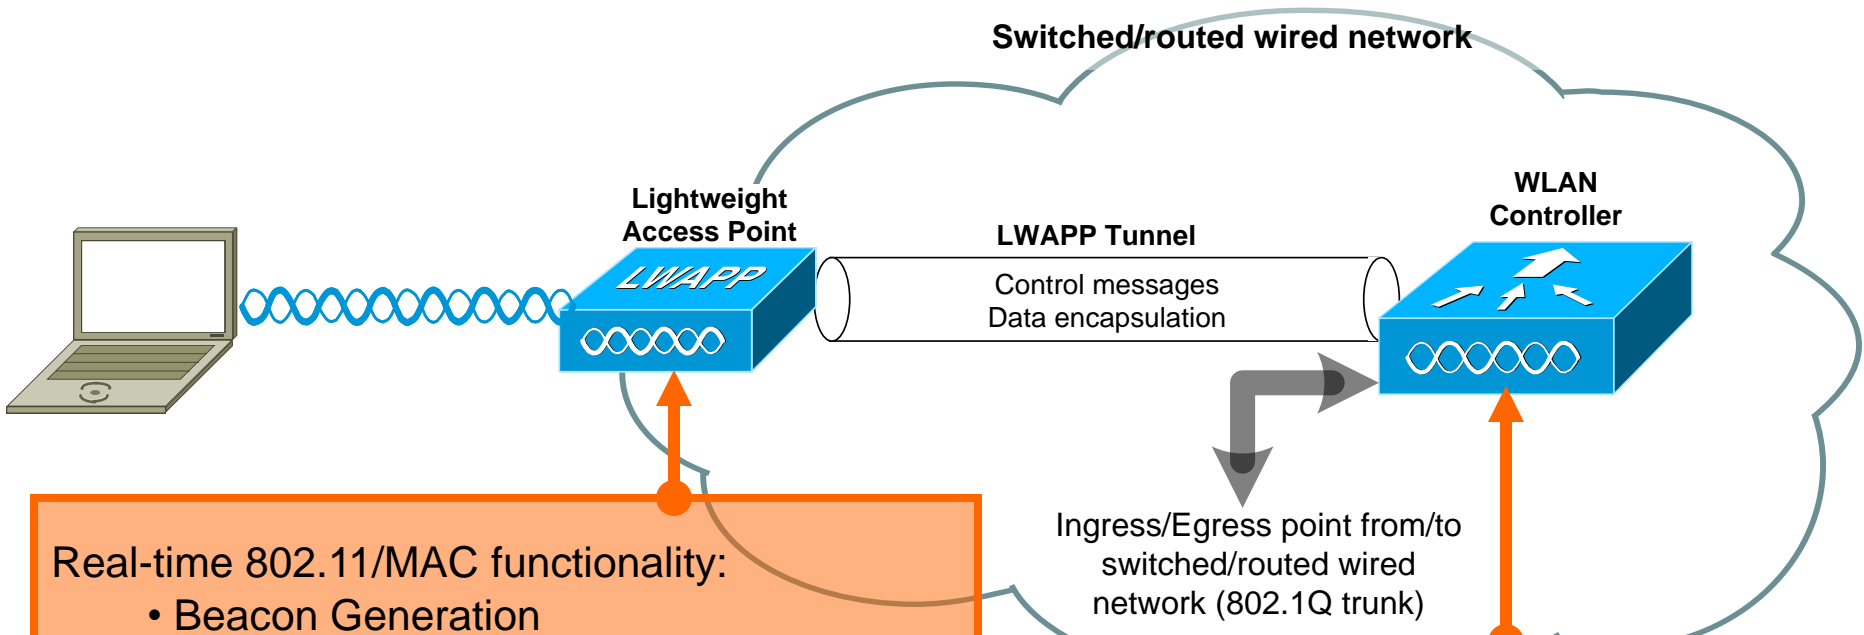 Switched/routed wired network
Lightweight
Access Point
WLAN
Controller
LWAPP Tunnel
LWAPP
Control messages
Data encapsulation
Ingress/Egress point from/to
switched/routed wired
network (802.1Q trunk)
Real-time 802.11/MAC functionality:
• Beacon Generation